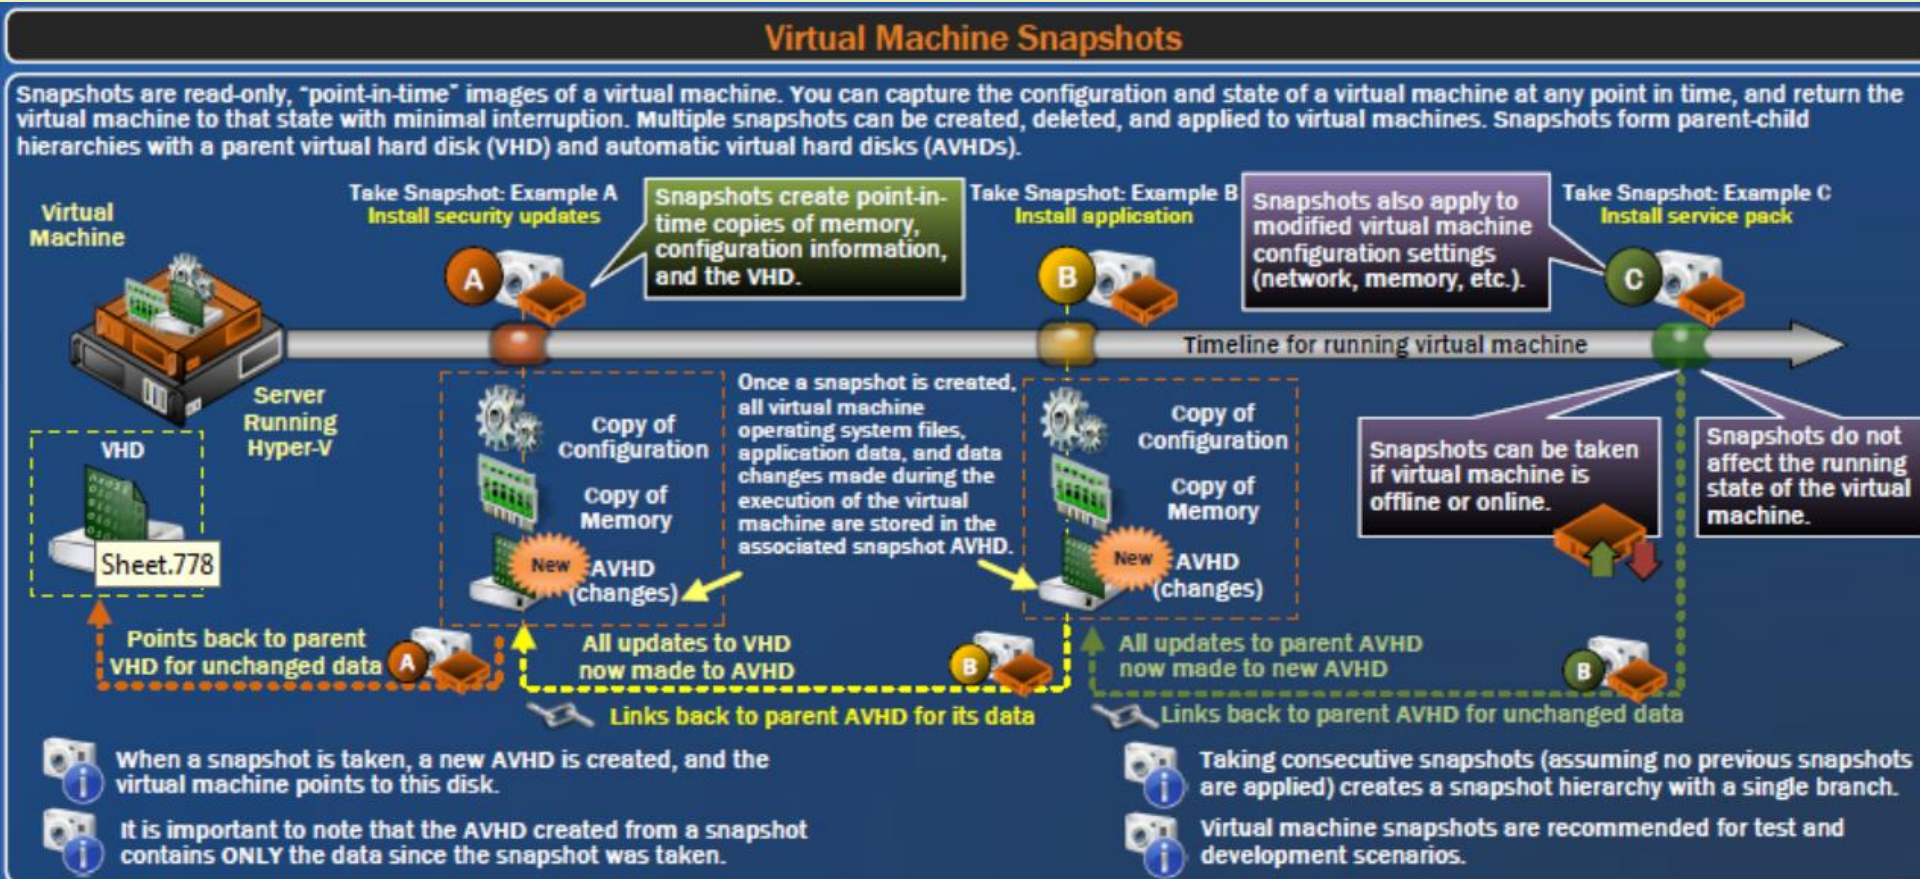 Virtual Machine Snapshots
Snapshots are read-only, "point-in-time" images of a virtual machine. You can capture the configuration and state of a virtual machine at any point in time, and return the
virtual machine to that state with minimal interruption. Multiple snapshots can be created, deleted, and applied to virtual machines. Snapshots form parent-child
hierarchies with a parent virtual hard disk (VHD) and automatic virtual hard disks (AVHDs).
Virtual
Machine
Take Snapshot: Example A
Install security updates
A
Snapshots create point-in-
time copies of memory,
configuration information,
and the VHD.
Take Snapshot: Example B
Install application
B
Snapshots also apply to
modified virtual machine
configuration settings
(network, memory, etc.).
Take Snapshot: Example C
Install service pack
C
Timeline for running virtual machine
Server
Running
Hyper-V
VHD
Sheet.778
Copy of
Configuration
Copy of
Memory
New
AVHD
(changes)
Once a snapshot is created,
all virtual machine
operating system files,
application data, and data
changes made during the
execution of the virtual
machine are stored in the
associated snapshot AVHD.
Copy of
Configuration
Copy of
Memory
New
AVHD
(changes)
Snapshots can be taken
if virtual machine is
offline or online.
Snapshots do not
affect the running
state of the virtual
machine.
Points back to parent
VHD for unchanged data
A
All updates to VHD
now made to AVHD
B
Links back to parent AVHD for its data
All updates to parent AVHD
now made to new AVHD
B
Links back to parent AVHD for unchanged data
When a snapshot is taken, a new AVHD is created, and the
virtual machine points to this disk.
It is important to note that the AVHD created from a snapshot
contains ONLY the data since the snapshot was taken.
Taking consecutive snapshots (assuming no previous snapshots
are applied) creates a snapshot hierarchy with a single branch.
Virtual machine snapshots are recommended for test and
development scenarios.